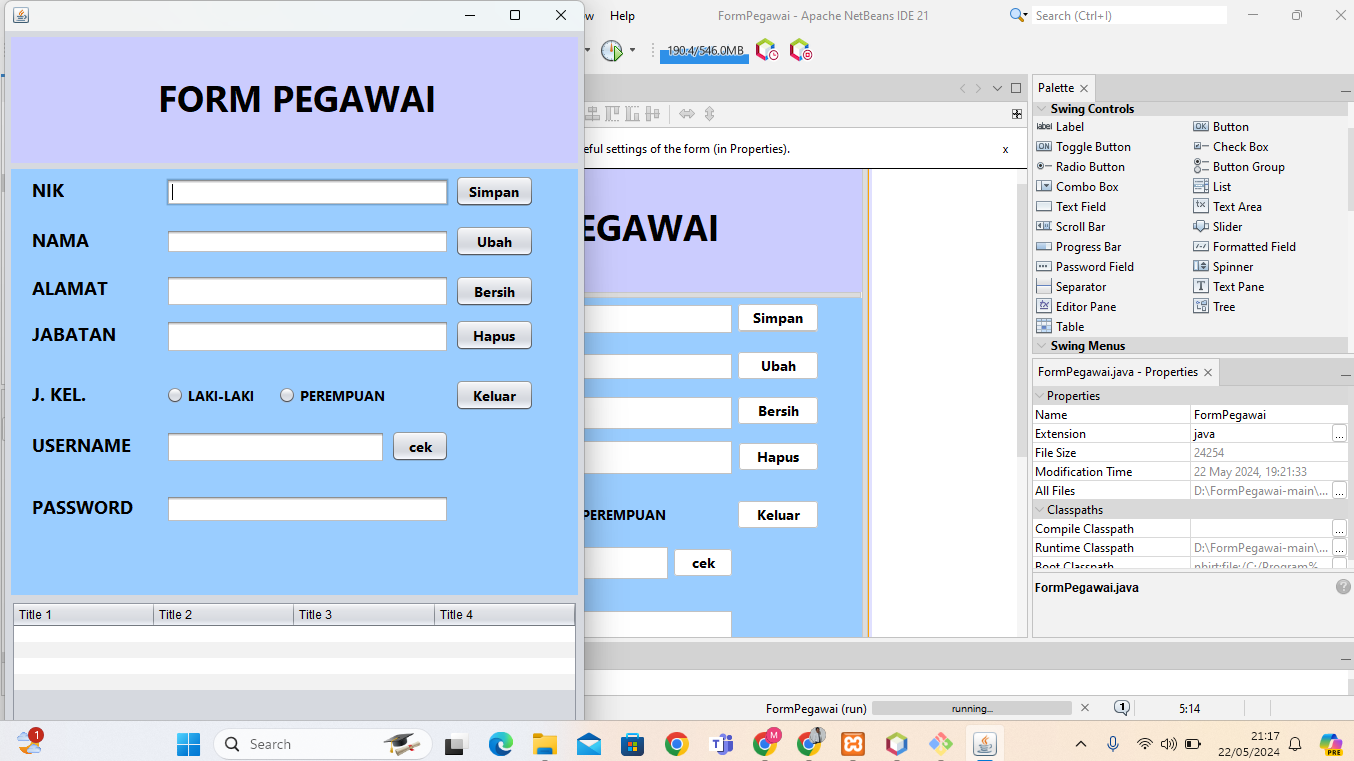 ew Help FormPegawai - Apache NetBeans IDE 21 Search (Ctrl+I)
190.4/546.0MB
FORM PEGAWAI
NIK Simpan
NAMA Ubah
ALAMAT Bersih
JABATAN Hapus
J. KEL. LAKI-LAKI PEREMPUAN Keluar
USERNAME cek
PASSWORD
Title 1 Title 2 Title 3 Title 4
eful settings of the form (in Properties). x
EGAWAI
Simpan
Ubah
Bersih
Hapus
PEREMPUAN Keluar
cek
Palette
Swing Controls
Label Button
Toggle Button Check Box
Radio Button Button Group
Combo Box List
Text Field Text Area
Scroll Bar Slider
Progress Bar Formatted Field
Password Field Spinner
Separator Text Pane
Editor Pane Tree
Table
Swing Menus
FormPegawai.java - Properties
Properties
Name FormPegawai
Extension java ...
File Size 24254
Modification Time 22 May 2024, 19:21:33
All Files D:\FormPegawai-main\... ...
Classpaths
Compile Classpath ...
Runtime Classpath D:\FormPegawai-main\... ...
Boot Classpath nbjrt:file:/C:/Program%
FormPegawai.java
FormPegawai (run) running... 1 5:14
1 Search M 21:17
22/05/2024 PRE